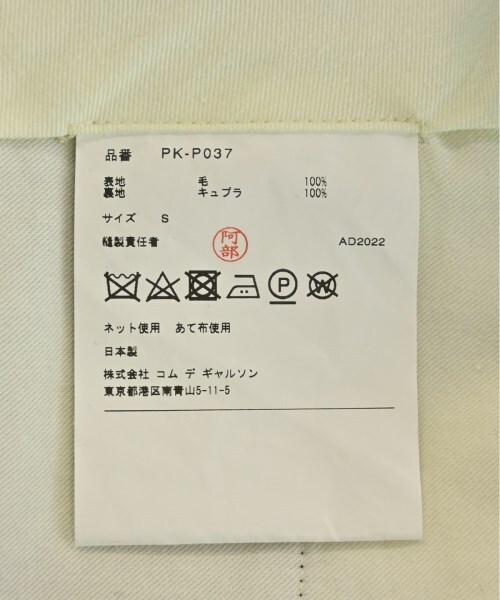 品番 PK-P037
表地 毛 100%
裏地 キュプラ 100%
サイズ S
縫製責任者 阿部 AD2022
P W
ネット使用 あて布使用
日本製
株式会社 コム デ ギャルソン
東京都港区南青山5-11-5